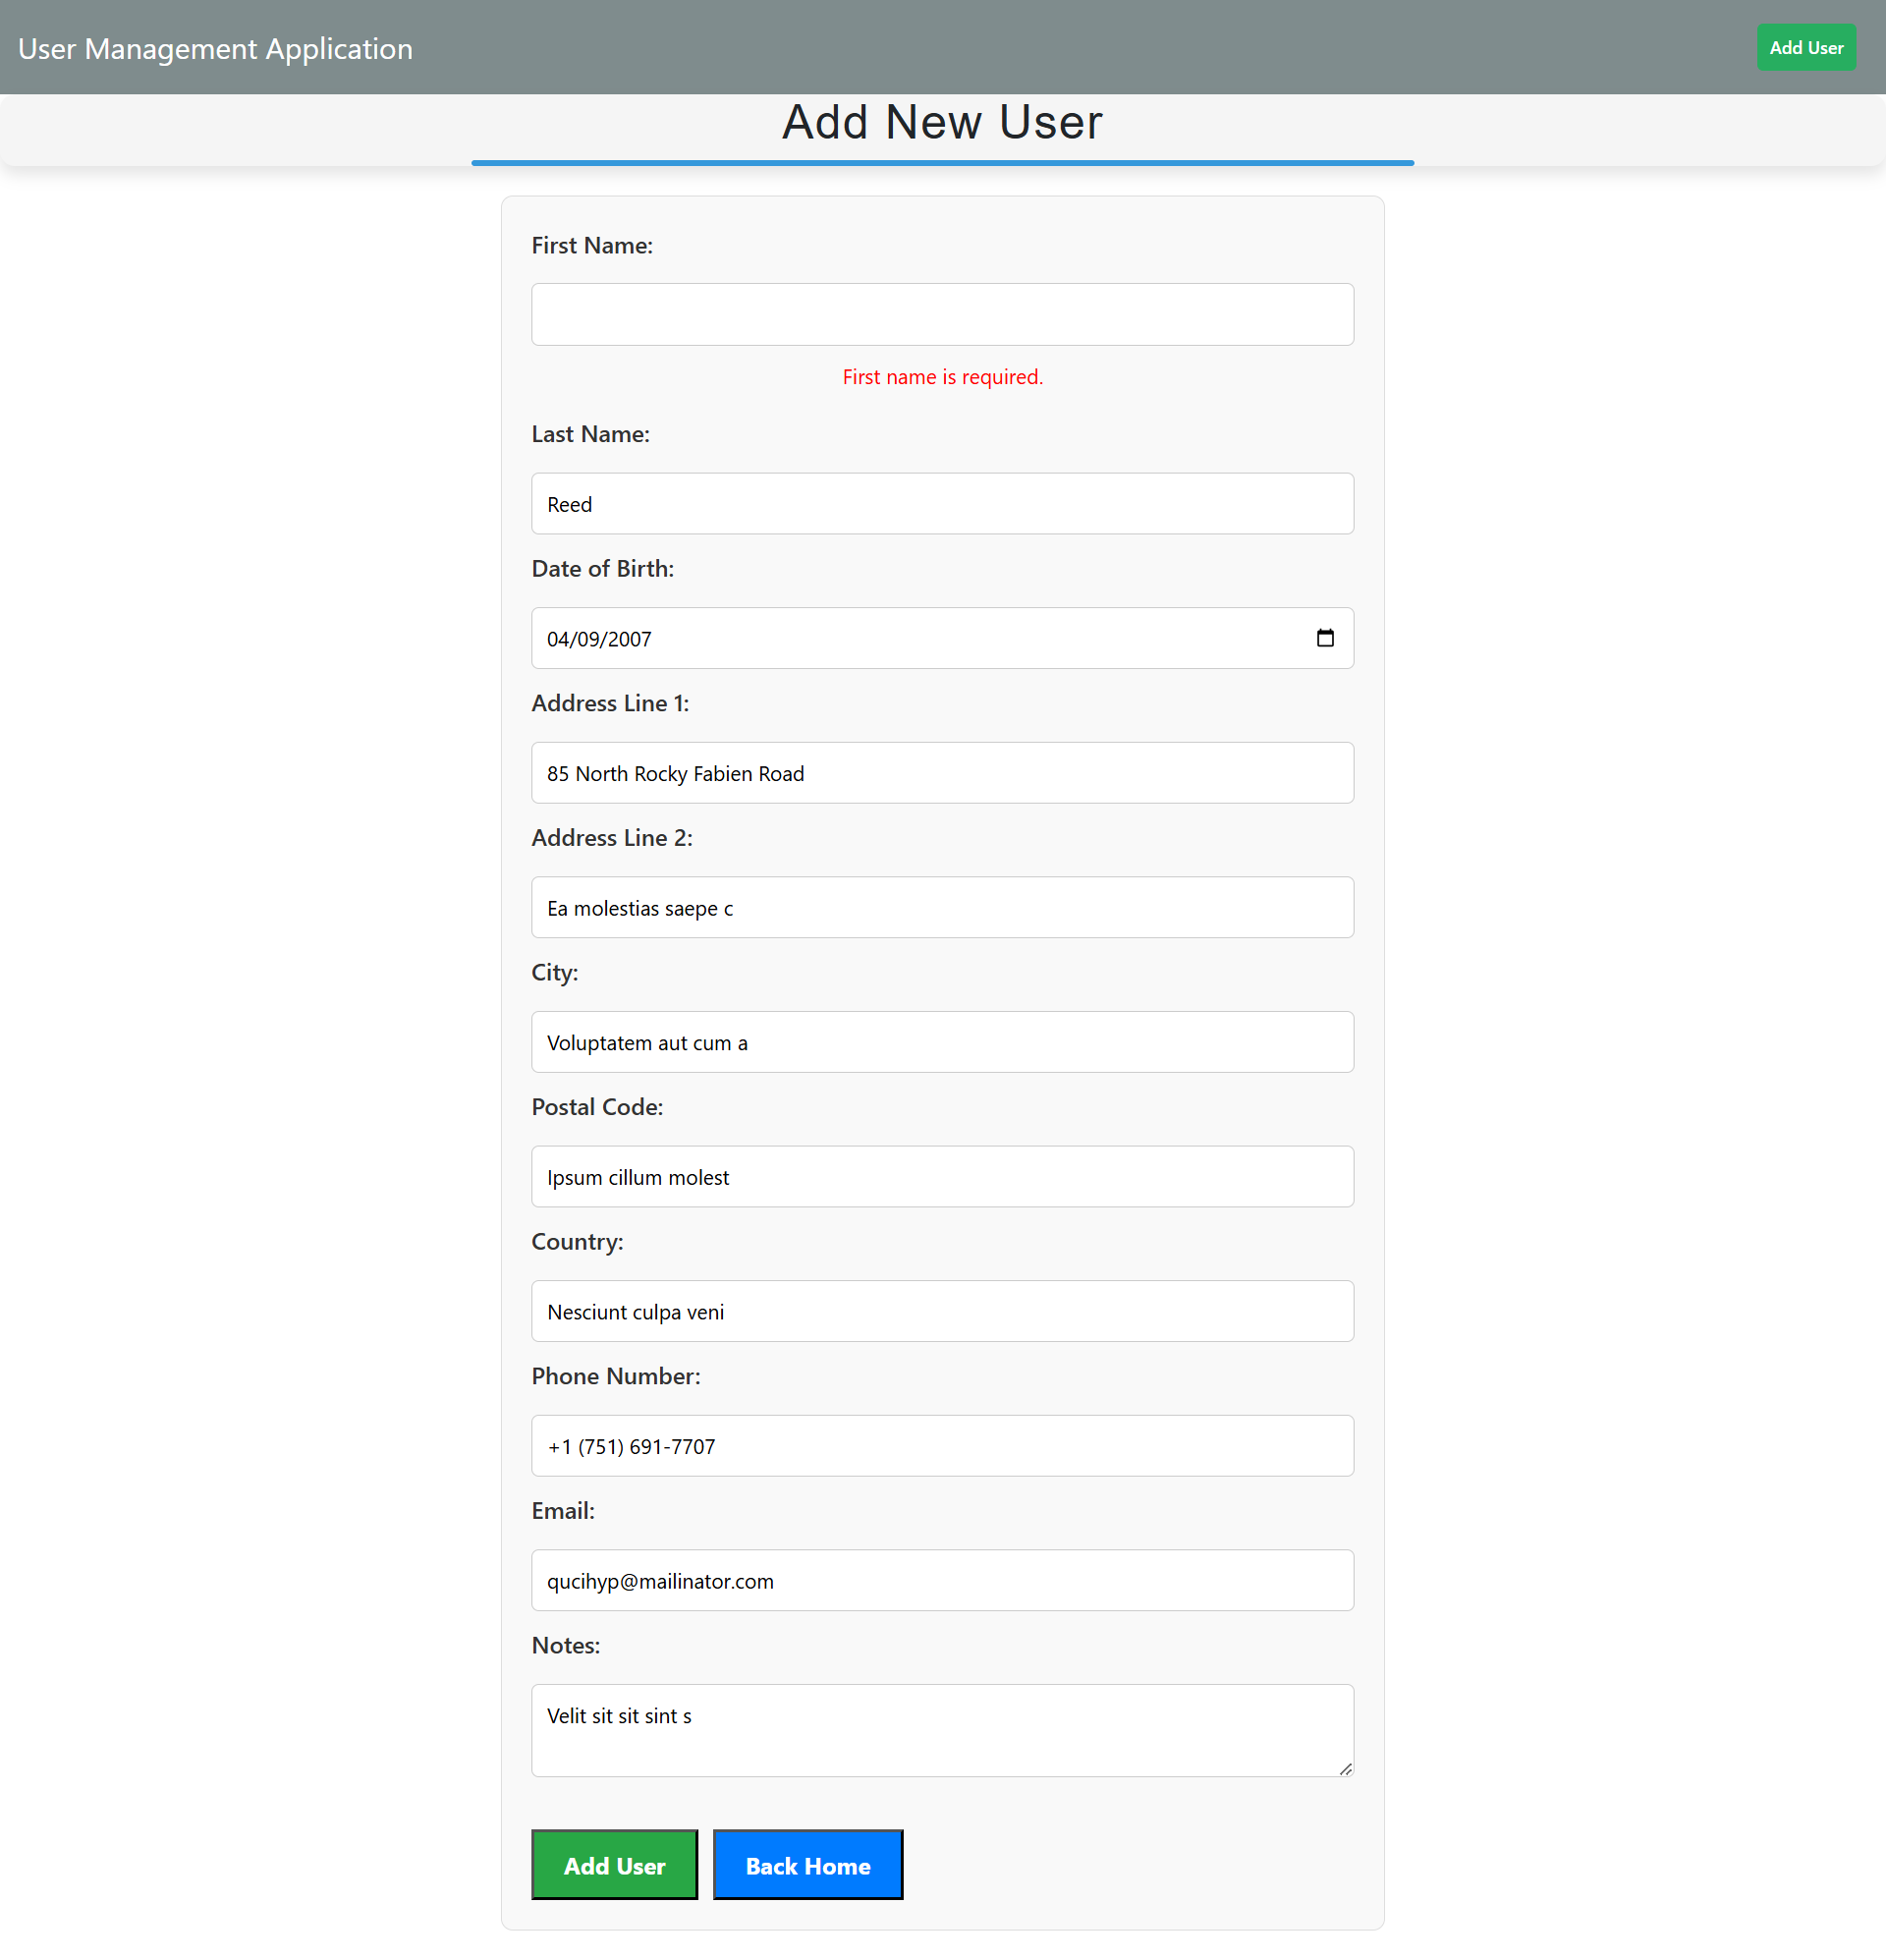 User Management Application
Add User
Add New User
First Name:
First name is required.
Last Name:
Reed
Date of Birth:
04/09/2007
Address Line 1:
85 North Rocky Fabien Road
Address Line 2:
Ea molestias saepe c
City:
Voluptatem aut cum a
Postal Code:
Ipsum cillum molest
Country:
Nesciunt culpa veni
Phone Number:
+1 (751) 691-7707
Email:
qucihyp@mailinator.com
Notes:
Velit sit sit sint s
Add User
Back Home